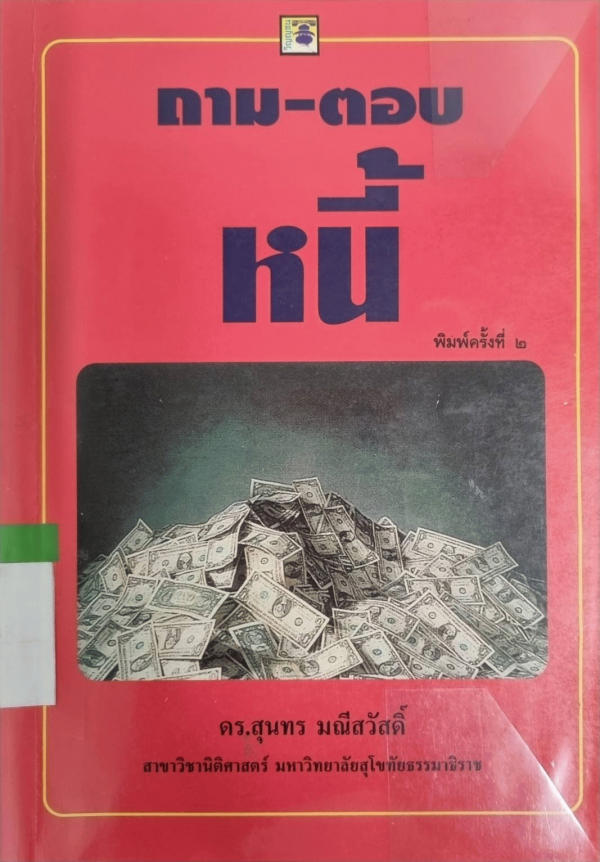 ถาม-ตอบ
หนี้
พิมพ์ครั้งที่ ๒
ดร.สุนทร มณีสวัสดิ์
สาขาวิชานิติศาสตร์ มหาวิทยาลัยสุโขทัยธรรมาธิราช